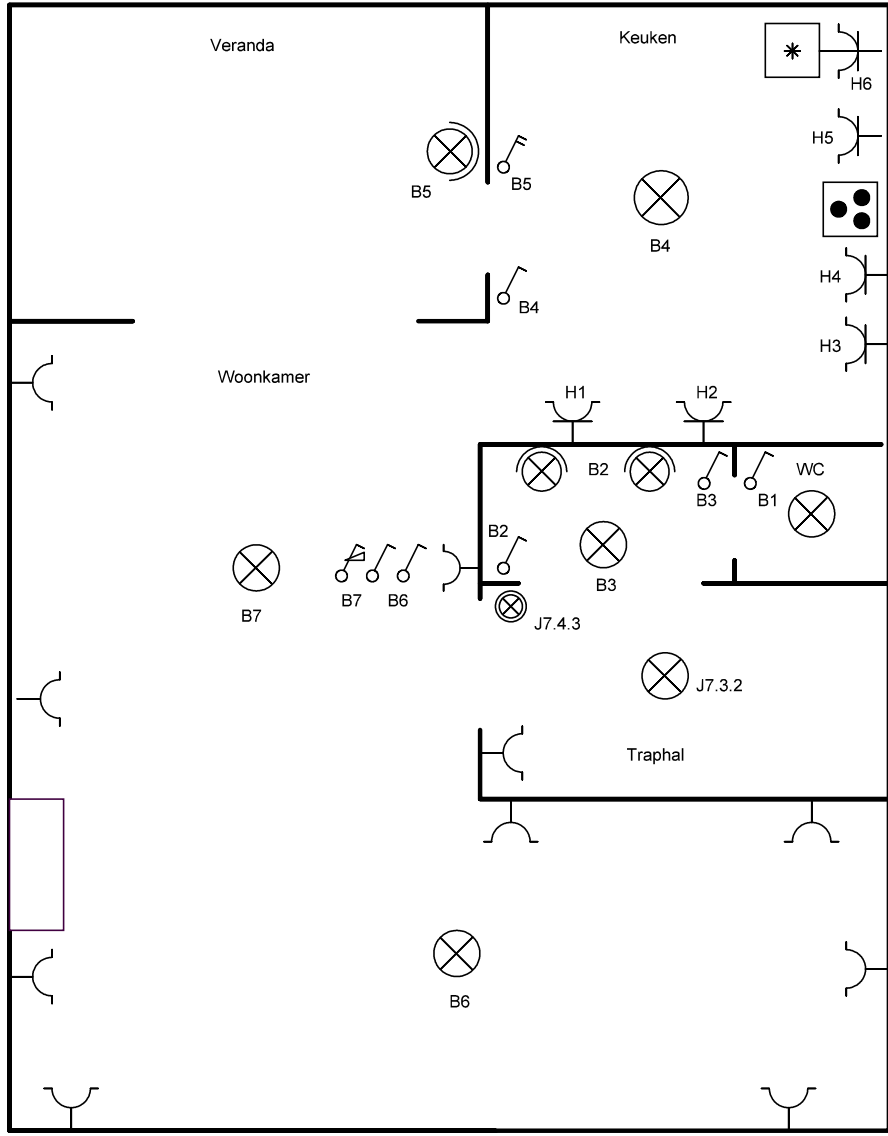 Veranda
Keuken
H6
H5
B5
B5
B4
H4
B4
H3
Woonkamer
H1
H2
B2
WC
B3
B1
B2
B3
B7
B7
B6
J7.4.3
J7.3.2
Traphal
B6